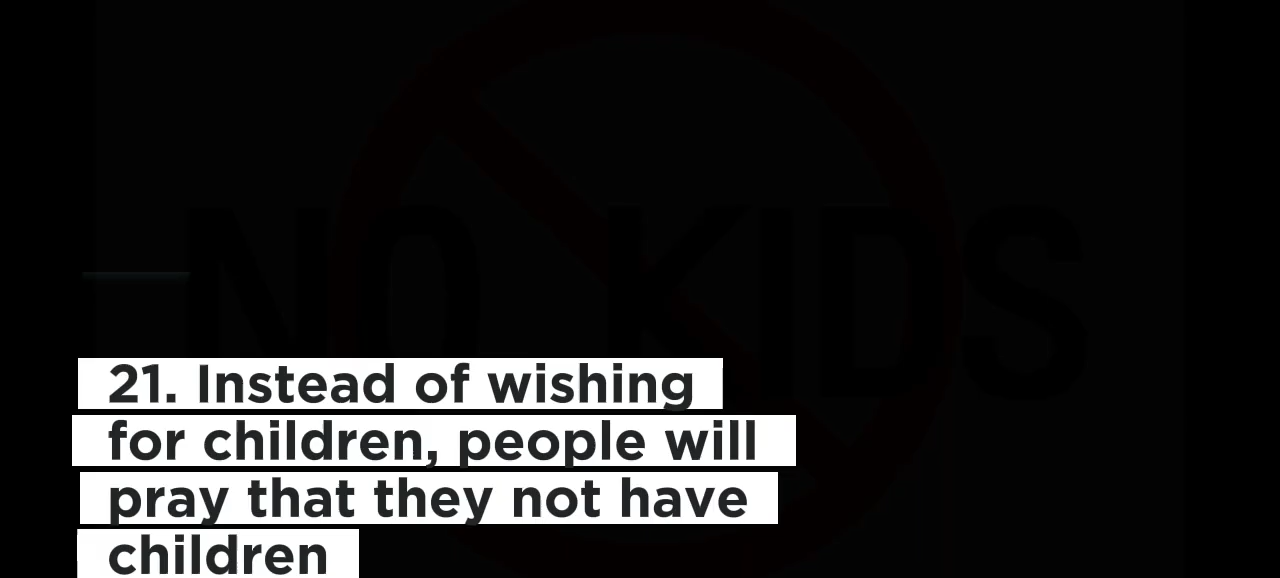 NO KIDS
21. Instead of wishing
for children, people will
pray that they not have
children